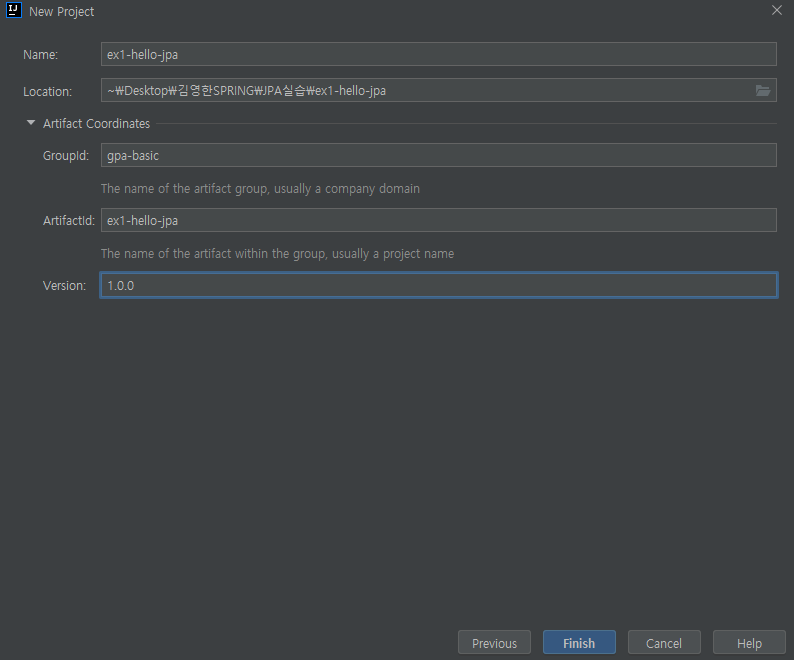 IJ New Project
Name: ex1-hello-jpa
Location: ~₩Desktop₩김영한SPRING₩JPA실습₩ex1-hello-jpa
Artifact Coordinates
GroupId: gpa-basic
The name of the artifact group, usually a company domain
ArtifactId: ex1-hello-jpa
The name of the artifact within the group, usually a project name
Version: 1.0.0
Previous Finish Cancel Help